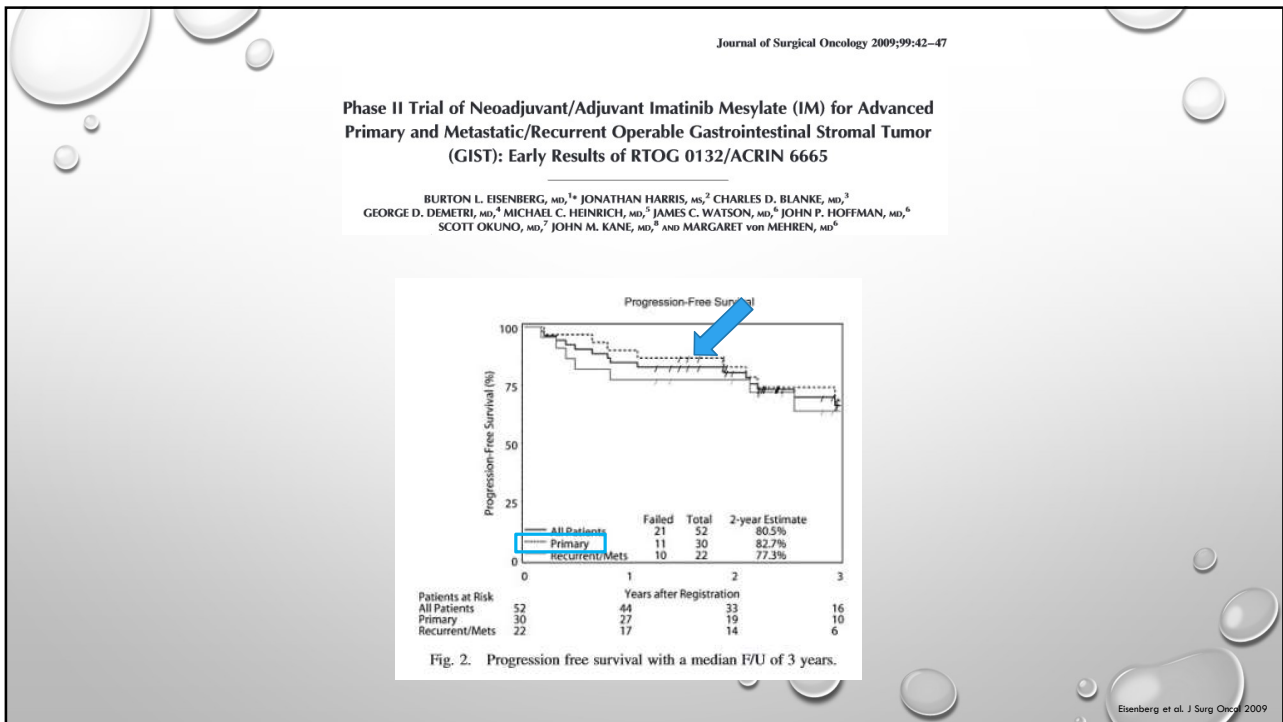 Journal of Surgical Oncology 2009;99:42–47
Phase II Trial of Neoadjuvant/Adjuvant Imatinib Mesylate (IM) for Advanced
Primary and Metastatic/Recurrent Operable Gastrointestinal Stromal Tumor
(GIST): Early Results of RTOG 0132/ACRIN 6665
BURTON L. EISENBERG, MD,1* JONATHAN HARRIS, MS,2 CHARLES D. BLANKE, MD,3
GEORGE D. DEMETRI, MD,4 MICHAEL C. HEINRICH, MD,5 JAMES C. WATSON, MD,6 JOHN P. HOFFMAN, MD,6
SCOTT OKUNO, MD,7 JOHN M. KANE, MD,8 AND MARGARET von MEHREN, MD6
Progression-Free Survival
100
75
50
25
0
Progression-Free Survival (%)
Failed Total 2-year Estimate
All Patients 21 52 80.5%
Primary 11 30 82.7%
Recurrent/Mets 10 22 77.3%
0 1 2 3
Patients at Risk Years after Registration
All Patients 52 44 33 16
Primary 30 27 19 10
Recurrent/Mets 22 17 14 6
Fig. 2. Progression free survival with a median F/U of 3 years.
Eisenberg et al. J Surg Oncol 2009